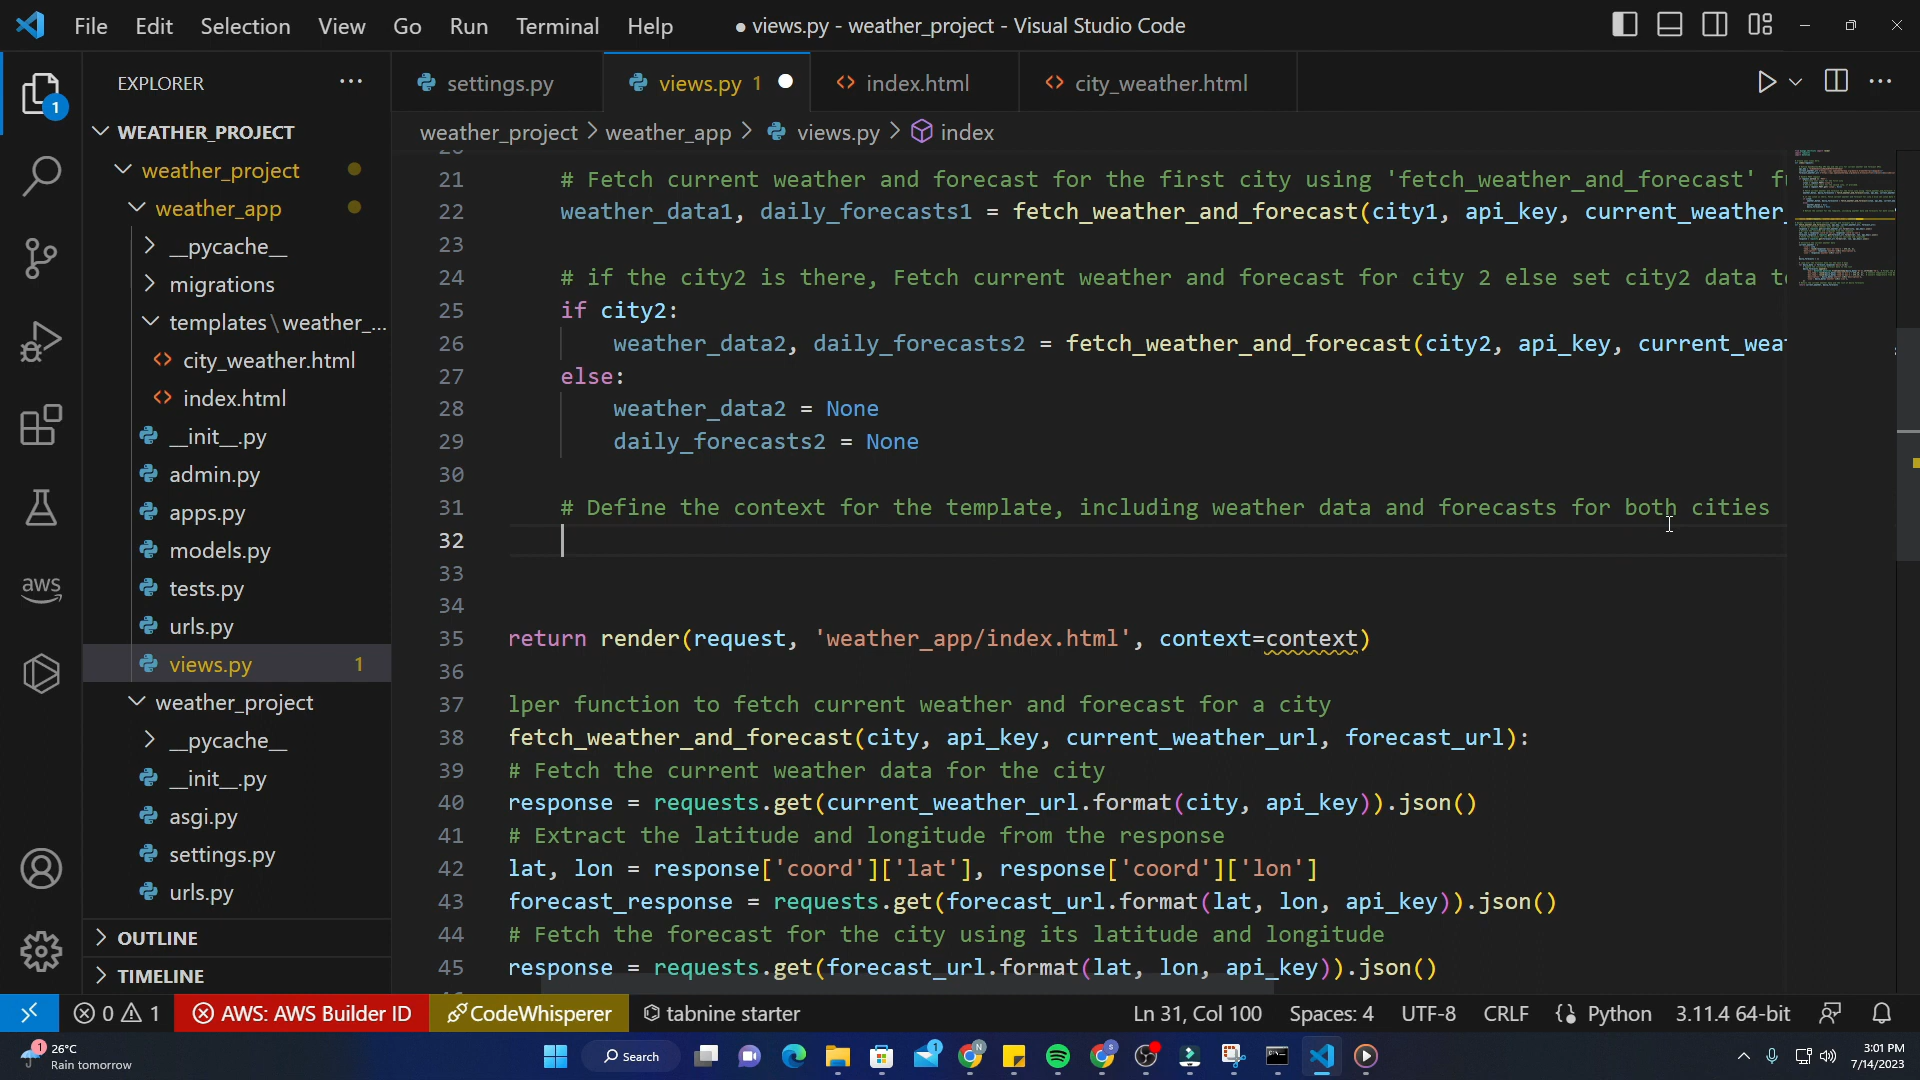 File Edit Selection View Go Run Terminal Help
● views.py - weather_project - Visual Studio Code
EXPLORER
settings.py
views.py 1
index.html
city_weather.html
weather_project > weather_app > views.py > index
1
WEATHER_PROJECT
weather_project
weather_app
__pycache__
migrations
templates\weather_...
city_weather.html
index.html
__init__.py
admin.py
apps.py
models.py
tests.py
urls.py
views.py 1
weather_project
__pycache__
__init__.py
asgi.py
settings.py
urls.py
OUTLINE
TIMELINE
aws
21 # Fetch current weather and forecast for the first city using 'fetch_weather_and_forecast' f
22 weather_data1, daily_forecasts1 = fetch_weather_and_forecast(city1, api_key, current_weather_
23
24 # if the city2 is there, Fetch current weather and forecast for city 2 else set city2 data t
25 if city2:
26 weather_data2, daily_forecasts2 = fetch_weather_and_forecast(city2, api_key, current_wea
27 else:
28 weather_data2 = None
29 daily_forecasts2 = None
30
31 # Define the context for the template, including weather data and forecasts for both cities
32
33
34
35 return render(request, 'weather_app/index.html', context=context)
36
37 lper function to fetch current weather and forecast for a city
38 fetch_weather_and_forecast(city, api_key, current_weather_url, forecast_url):
39 # Fetch the current weather data for the city
40 response = requests.get(current_weather_url.format(city, api_key)).json()
41 # Extract the latitude and longitude from the response
42 lat, lon = response['coord']['lat'], response['coord']['lon']
43 forecast_response = requests.get(forecast_url.format(lat, lon, api_key)).json()
44 # Fetch the forecast for the city using its latitude and longitude
45 response = requests.get(forecast_url.format(lat, lon, api_key)).json()
0 1 AWS: AWS Builder ID CodeWhisperer tabnine starter Ln 31, Col 100 Spaces: 4 UTF-8 CRLF Python 3.11.4 64-bit
1 26°C
Rain tomorrow
Search
1
N
S
3:01 PM
7/14/2023